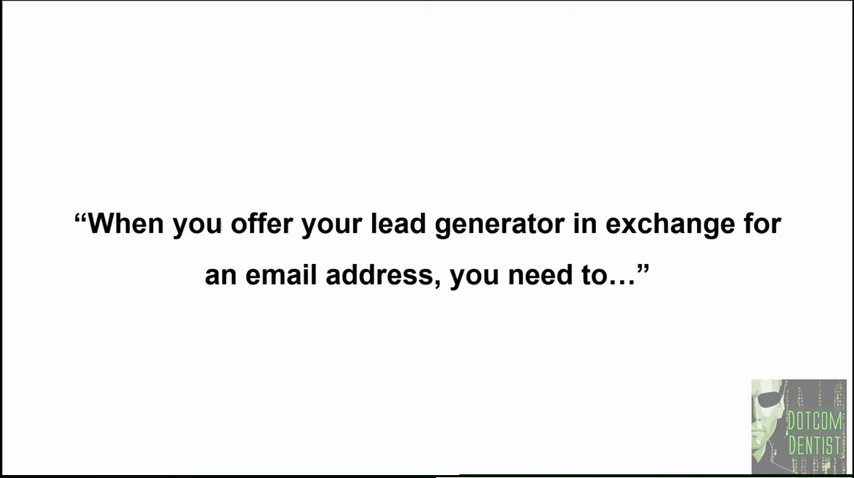 “When you offer your lead generator in exchange for
an email address, you need to…”
DOTCOM
DENTIST